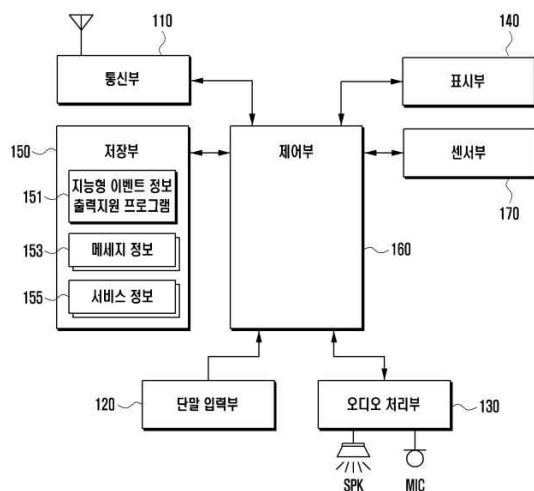 110
통신부
140
표시부
150
저장부
제어부
센서부
170
151
지능형 이벤트 정보
출력지원 프로그램
153
메세지 정보
160
155
서비스 정보
120
단말 입력부
오디오 처리부
130
SPK
MIC